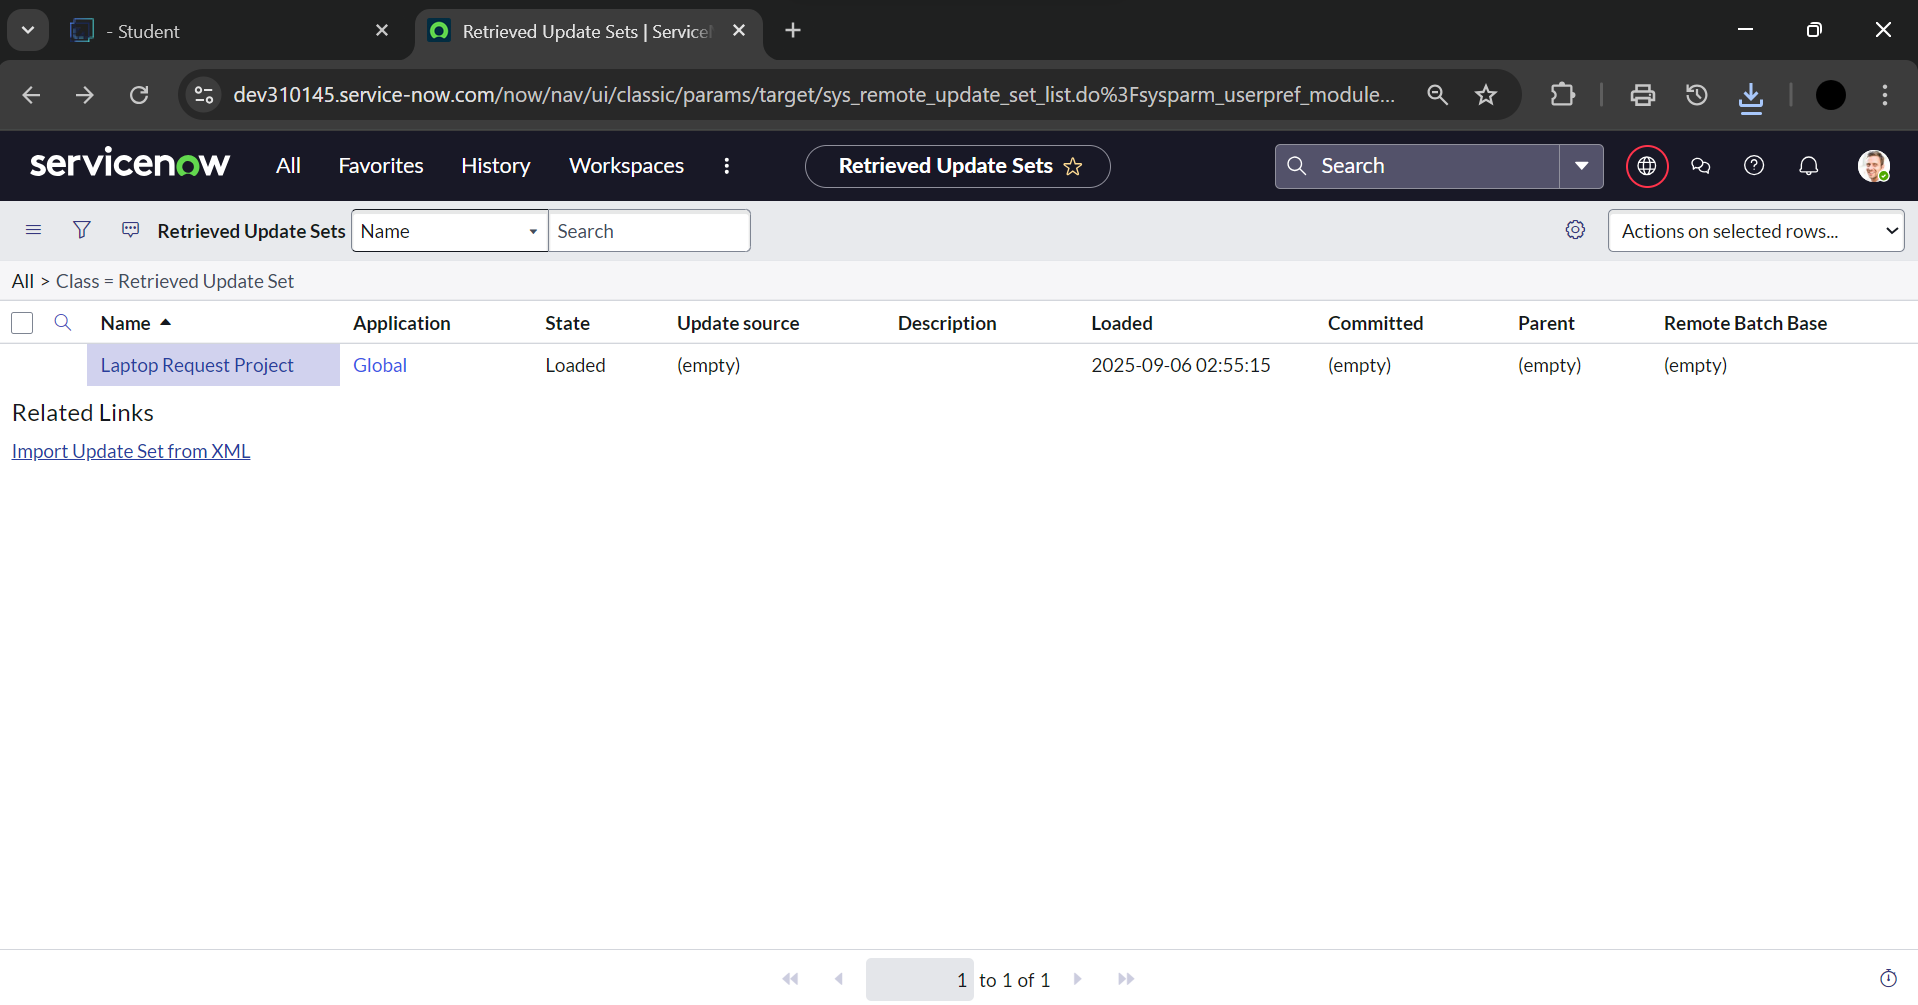 - Student
Retrieved Update Sets | Service
dev310145.service-now.com/now/nav/ui/classic/params/target/sys_remote_update_set_list.do%3Fsysparm_userpref_module...
servicenow All Favorites History Workspaces Retrieved Update Sets Search
Retrieved Update Sets Name Search Actions on selected rows...
All > Class = Retrieved Update Set
Name Application State Update source Description Loaded Committed Parent Remote Batch Base
Laptop Request Project Global Loaded (empty) 2025-09-06 02:55:15 (empty) (empty) (empty)
Related Links
Import Update Set from XML
1 to 1 of 1